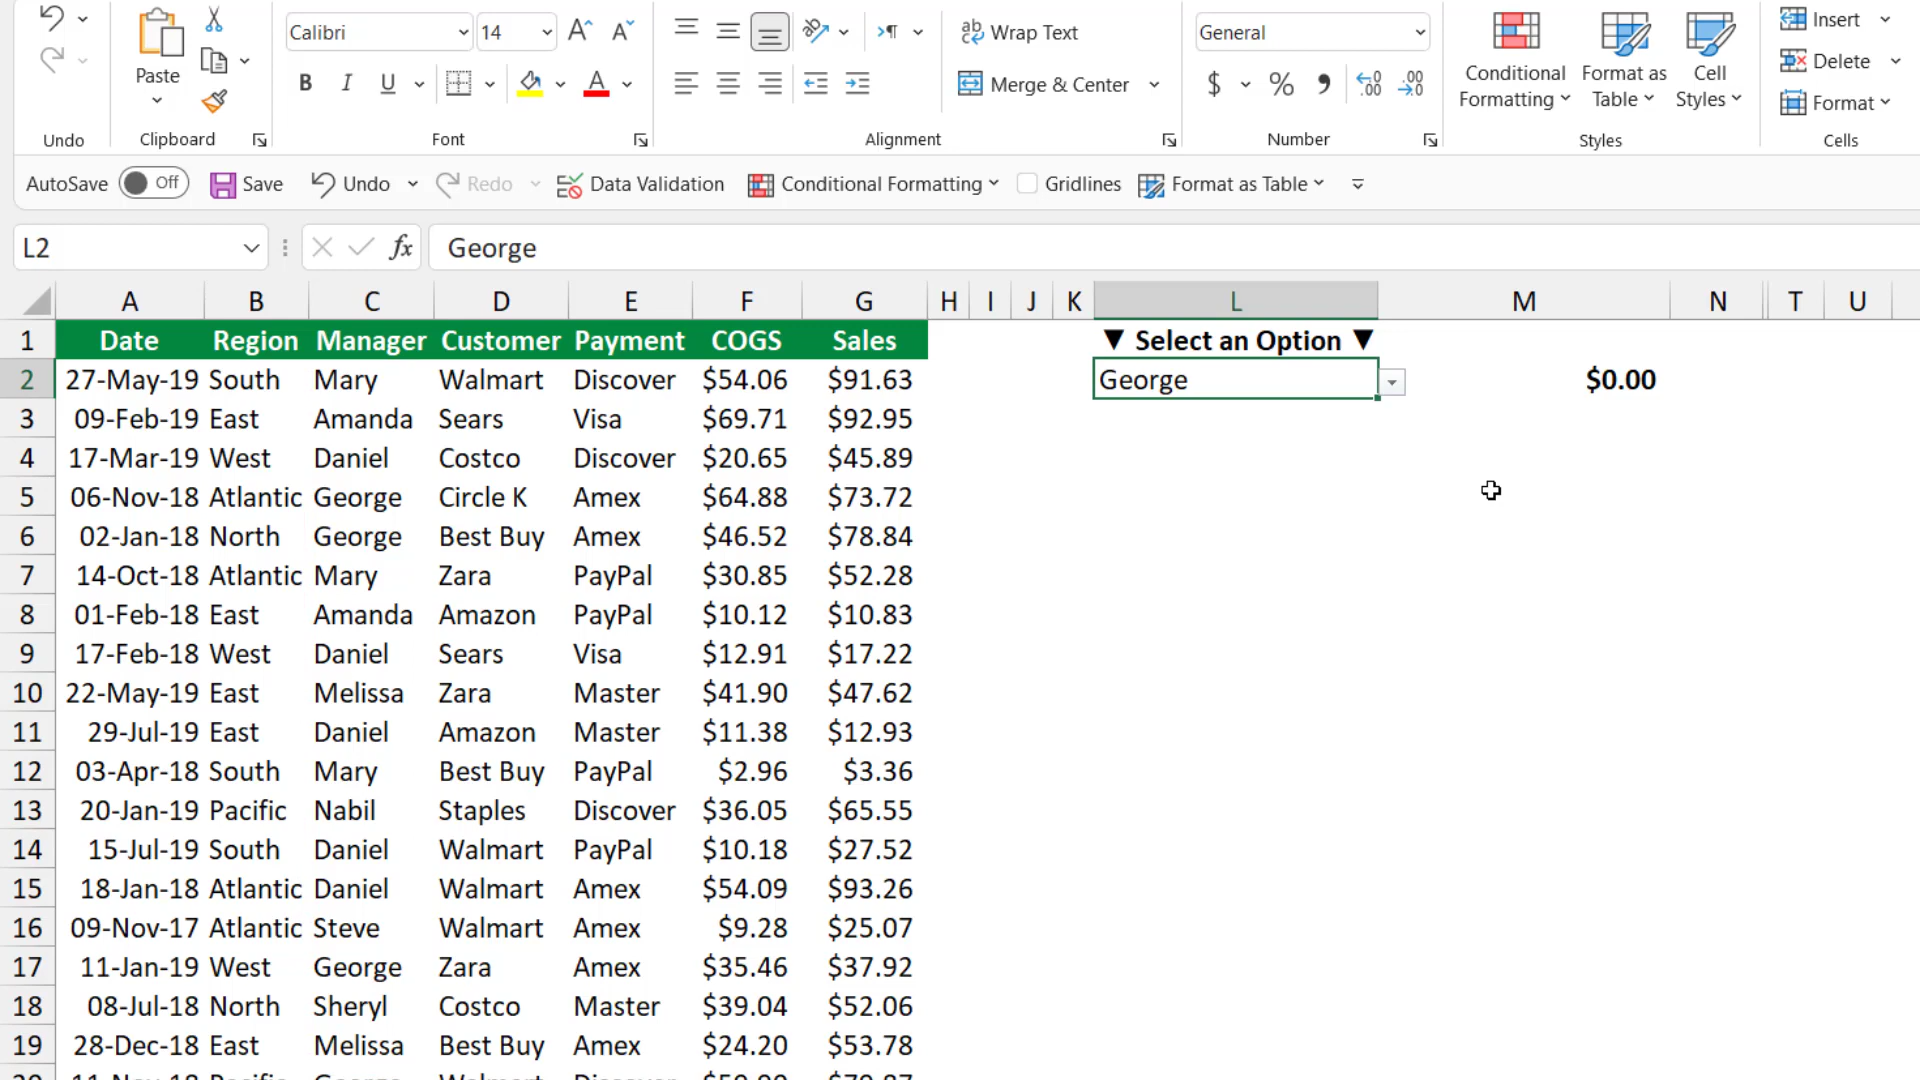 Calibri 14 Wrap Text General Insert
Paste B I U Merge & Center $ % Conditional Formatting Format as Table Cell Styles Delete
Format
Undo Clipboard Font Alignment Number Styles Cells
AutoSave Off Save Undo Redo Data Validation Conditional Formatting Gridlines Format as Table
L2 fx George
A B C D E F G H I J K L M N T U
1 Date Region Manager Customer Payment COGS Sales ▼ Select an Option ▼
2 27-May-19 South Mary Walmart Discover $54.06 $91.63 George $0.00
3 09-Feb-19 East Amanda Sears Visa $69.71 $92.95
4 17-Mar-19 West Daniel Costco Discover $20.65 $45.89
5 06-Nov-18 Atlantic George Circle K Amex $64.88 $73.72
6 02-Jan-18 North George Best Buy Amex $46.52 $78.84
7 14-Oct-18 Atlantic Mary Zara PayPal $30.85 $52.28
8 01-Feb-18 East Amanda Amazon PayPal $10.12 $10.83
9 17-Feb-18 West Daniel Sears Visa $12.91 $17.22
10 22-May-19 East Melissa Zara Master $41.90 $47.62
11 29-Jul-19 East Daniel Amazon Master $11.38 $12.93
12 03-Apr-18 South Mary Best Buy PayPal $2.96 $3.36
13 20-Jan-19 Pacific Nabil Staples Discover $36.05 $65.55
14 15-Jul-19 South Daniel Walmart PayPal $10.18 $27.52
15 18-Jan-18 Atlantic Daniel Walmart Amex $54.09 $93.26
16 09-Nov-17 Atlantic Steve Walmart Amex $9.28 $25.07
17 11-Jan-19 West George Zara Amex $35.46 $37.92
18 08-Jul-18 North Sheryl Costco Master $39.04 $52.06
19 28-Dec-18 East Melissa Best Buy Amex $24.20 $53.78